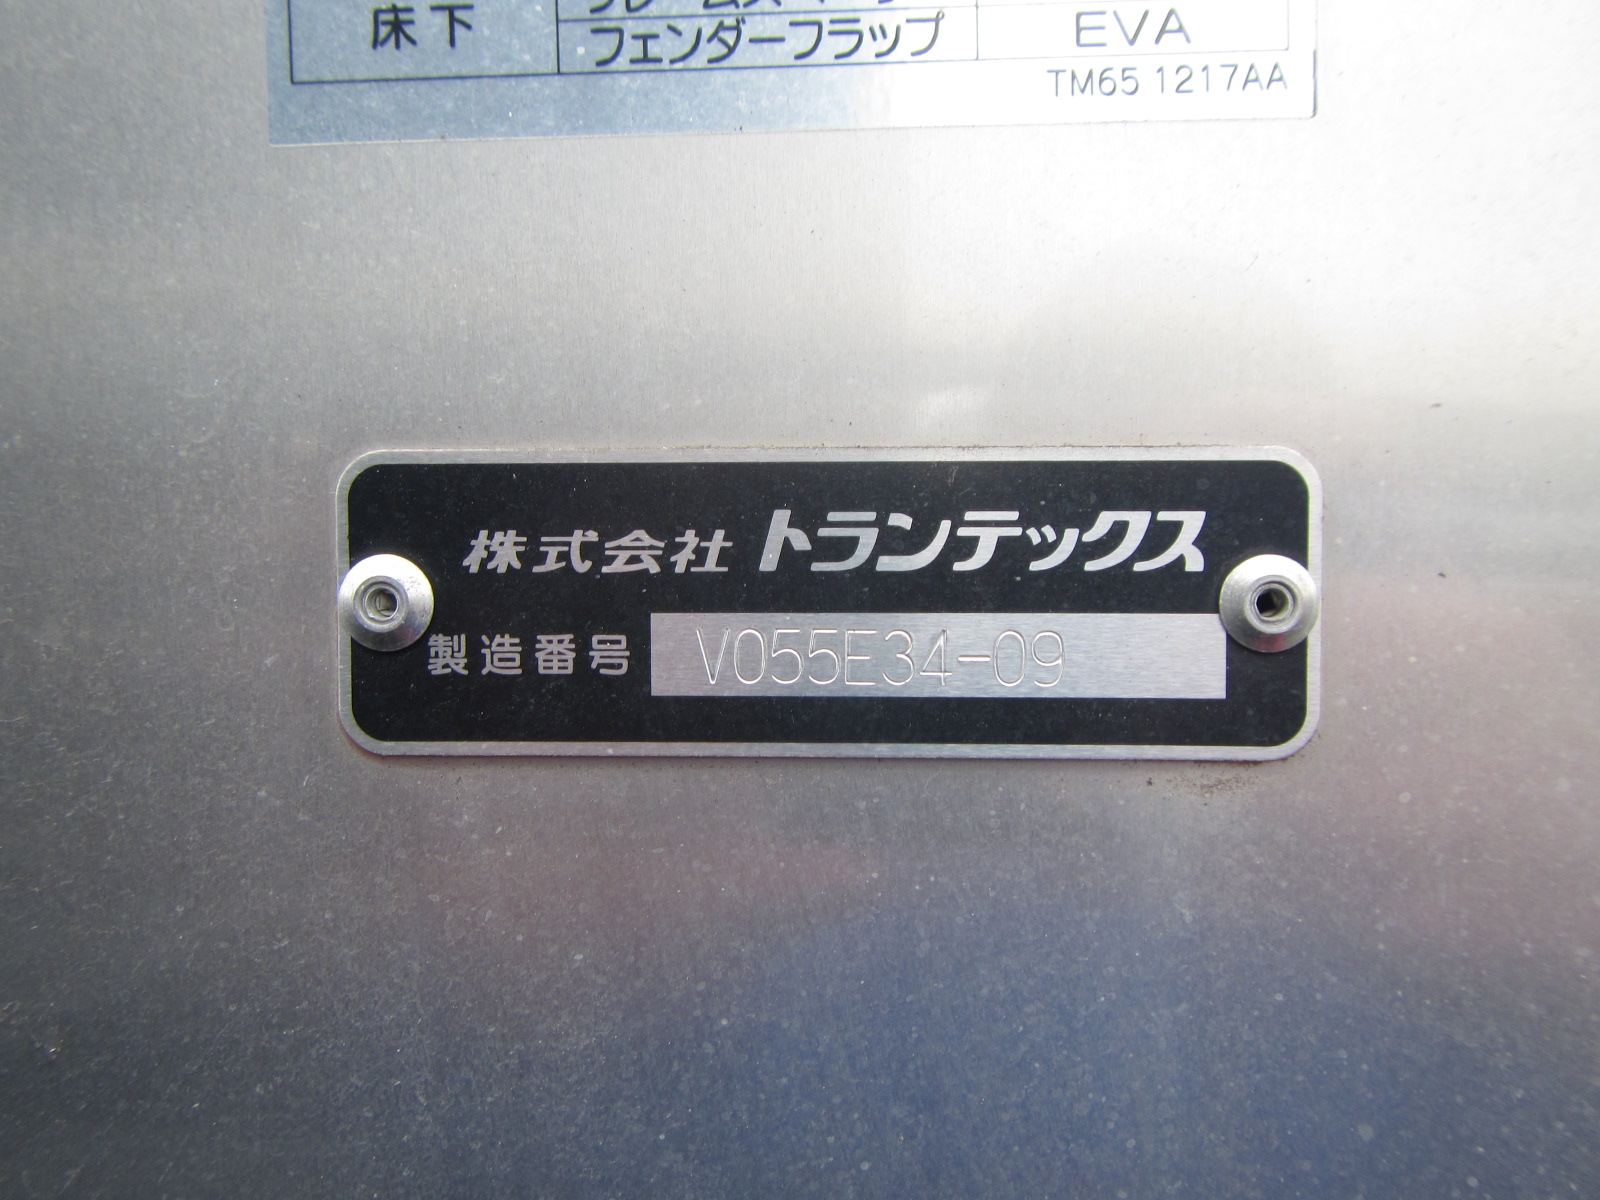 床下
フェンダーフラップ
EVA
TM65 1217AA
株式会社 トランテックス
製造番号 V055E34-09